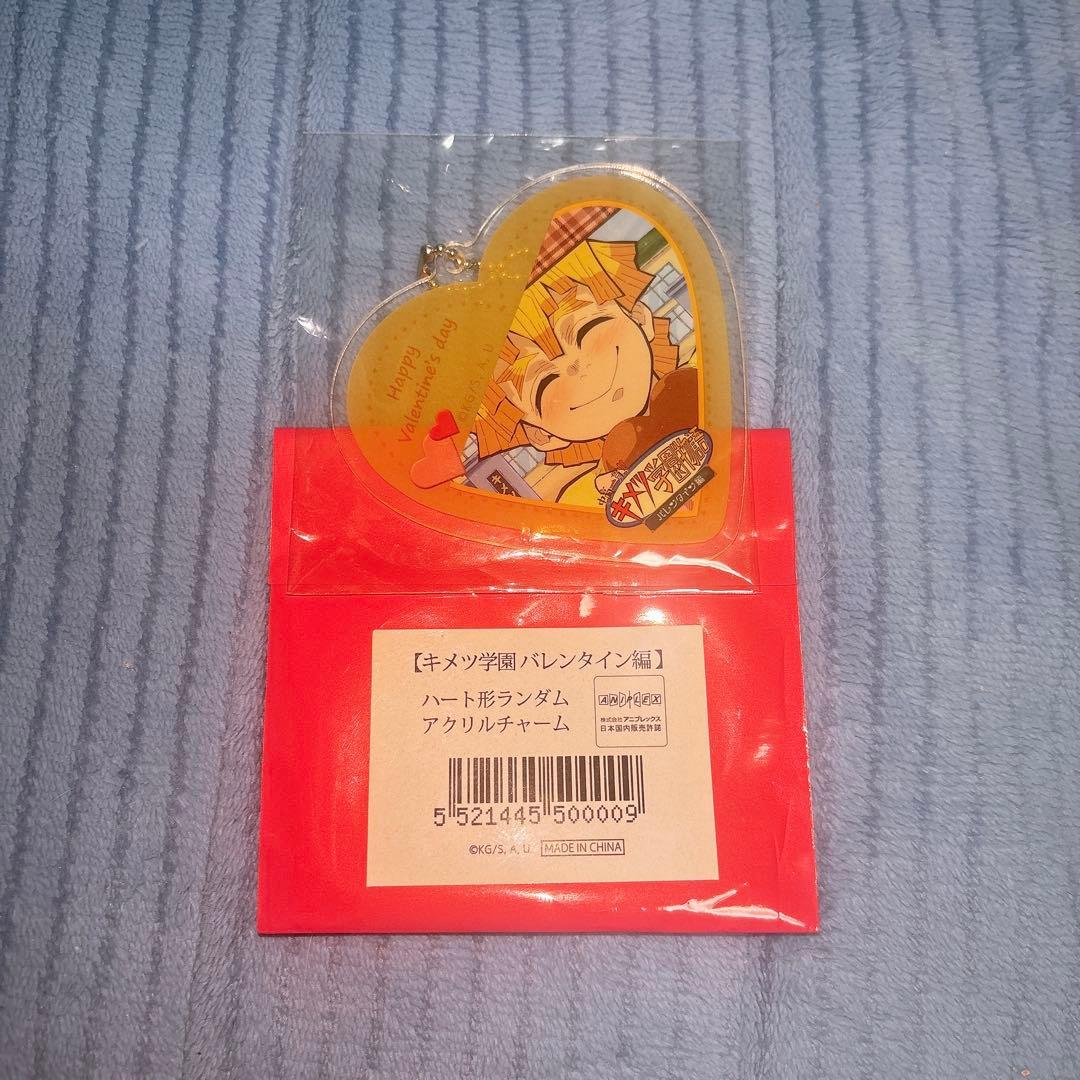 Happy
Valentine's day
©KG/S, A, U
キメツ
キメツ学園
バレンタイン編
【キメツ学園 バレンタイン編】
ハート形ランダム
アクリルチャーム
ANIPLEX
株式会社アニプレックス
日本国内販売許諾
5 521445 500009
©KG/S, A, U.
MADE IN CHINA